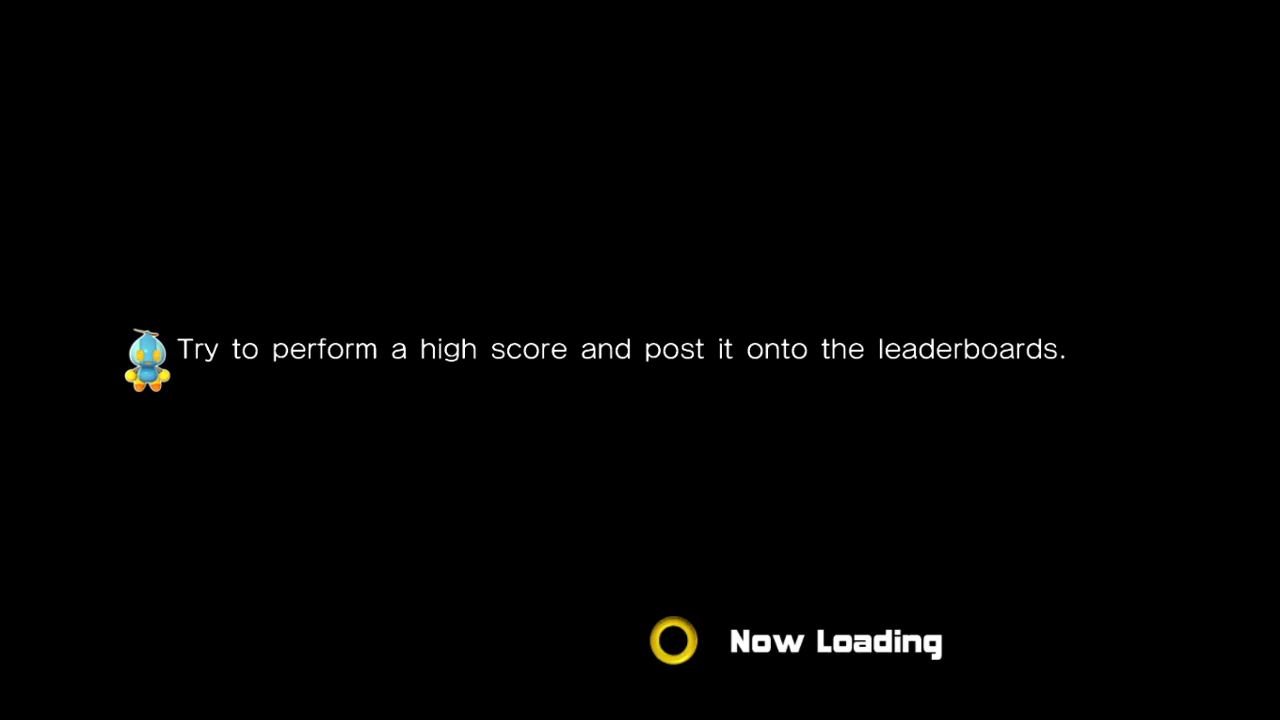 Try to perform a high score and post it onto the leaderboards.
Now Loading